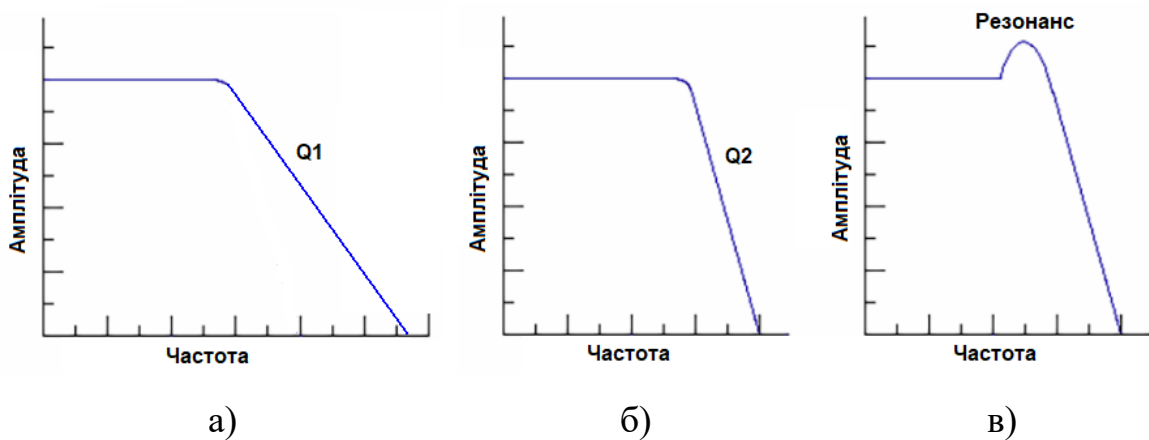 Резонанс
Q1
Q2
Амплітуда
Амплітуда
Амплітуда
Частота
Частота
Частота
а)
б)
в)